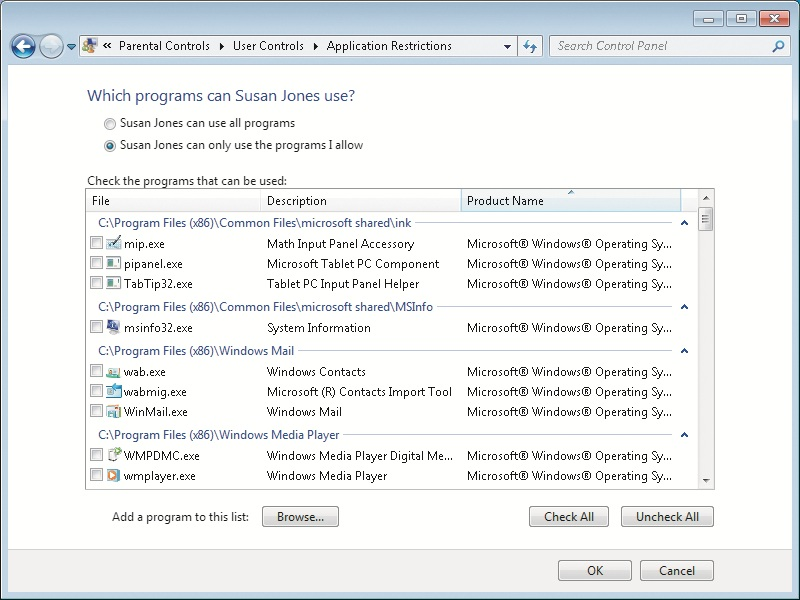 « Parental Controls ▸ User Controls ▸ Application Restrictions Search Control Panel
Which programs can Susan Jones use?
Susan Jones can use all programs
Susan Jones can only use the programs I allow
Check the programs that can be used:
File Description Product Name
C:\Program Files (x86)\Common Files\microsoft shared\ink
mip.exe Math Input Panel Accessory Microsoft® Windows® Operating Sy...
pipanel.exe Microsoft Tablet PC Component Microsoft® Windows® Operating Sy...
TabTip32.exe Tablet PC Input Panel Helper Microsoft® Windows® Operating Sy...
C:\Program Files (x86)\Common Files\microsoft shared\MSInfo
msinfo32.exe System Information Microsoft® Windows® Operating Sy...
C:\Program Files (x86)\Windows Mail
wab.exe Windows Contacts Microsoft® Windows® Operating Sy...
wabmig.exe Microsoft (R) Contacts Import Tool Microsoft® Windows® Operating Sy...
WinMail.exe Windows Mail Microsoft® Windows® Operating Sy...
C:\Program Files (x86)\Windows Media Player
WMPDMC.exe Windows Media Player Digital Me... Microsoft® Windows® Operating Sy...
wmplayer.exe Windows Media Player Microsoft® Windows® Operating Sy...
Add a program to this list: Browse... Check All Uncheck All
OK Cancel